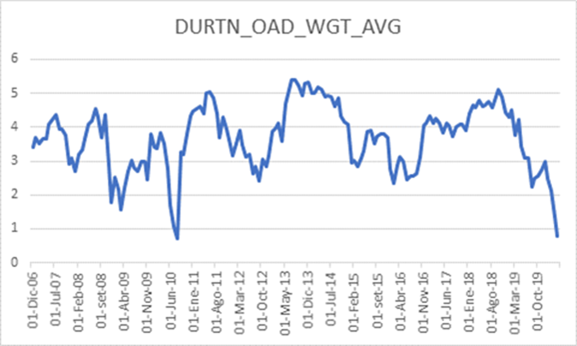 DURTN_OAD_WGT_AVG
6
5
4
3
2
1
0
01-Dic-06
01-Jul-07
01-Feb-08
01-set-08
01-Abr-09
01-Nov-09
01-Jun-10
01-Ene-11
01-Ago-11
01-Mar-12
01-Oct-12
01-May-13
01-Dic-13
01-Jul-14
01-Feb-15
01-set-15
01-Abr-16
01-Nov-16
01-Jun-17
01-Ene-18
01-Ago-18
01-Mar-19
01-Oct-19